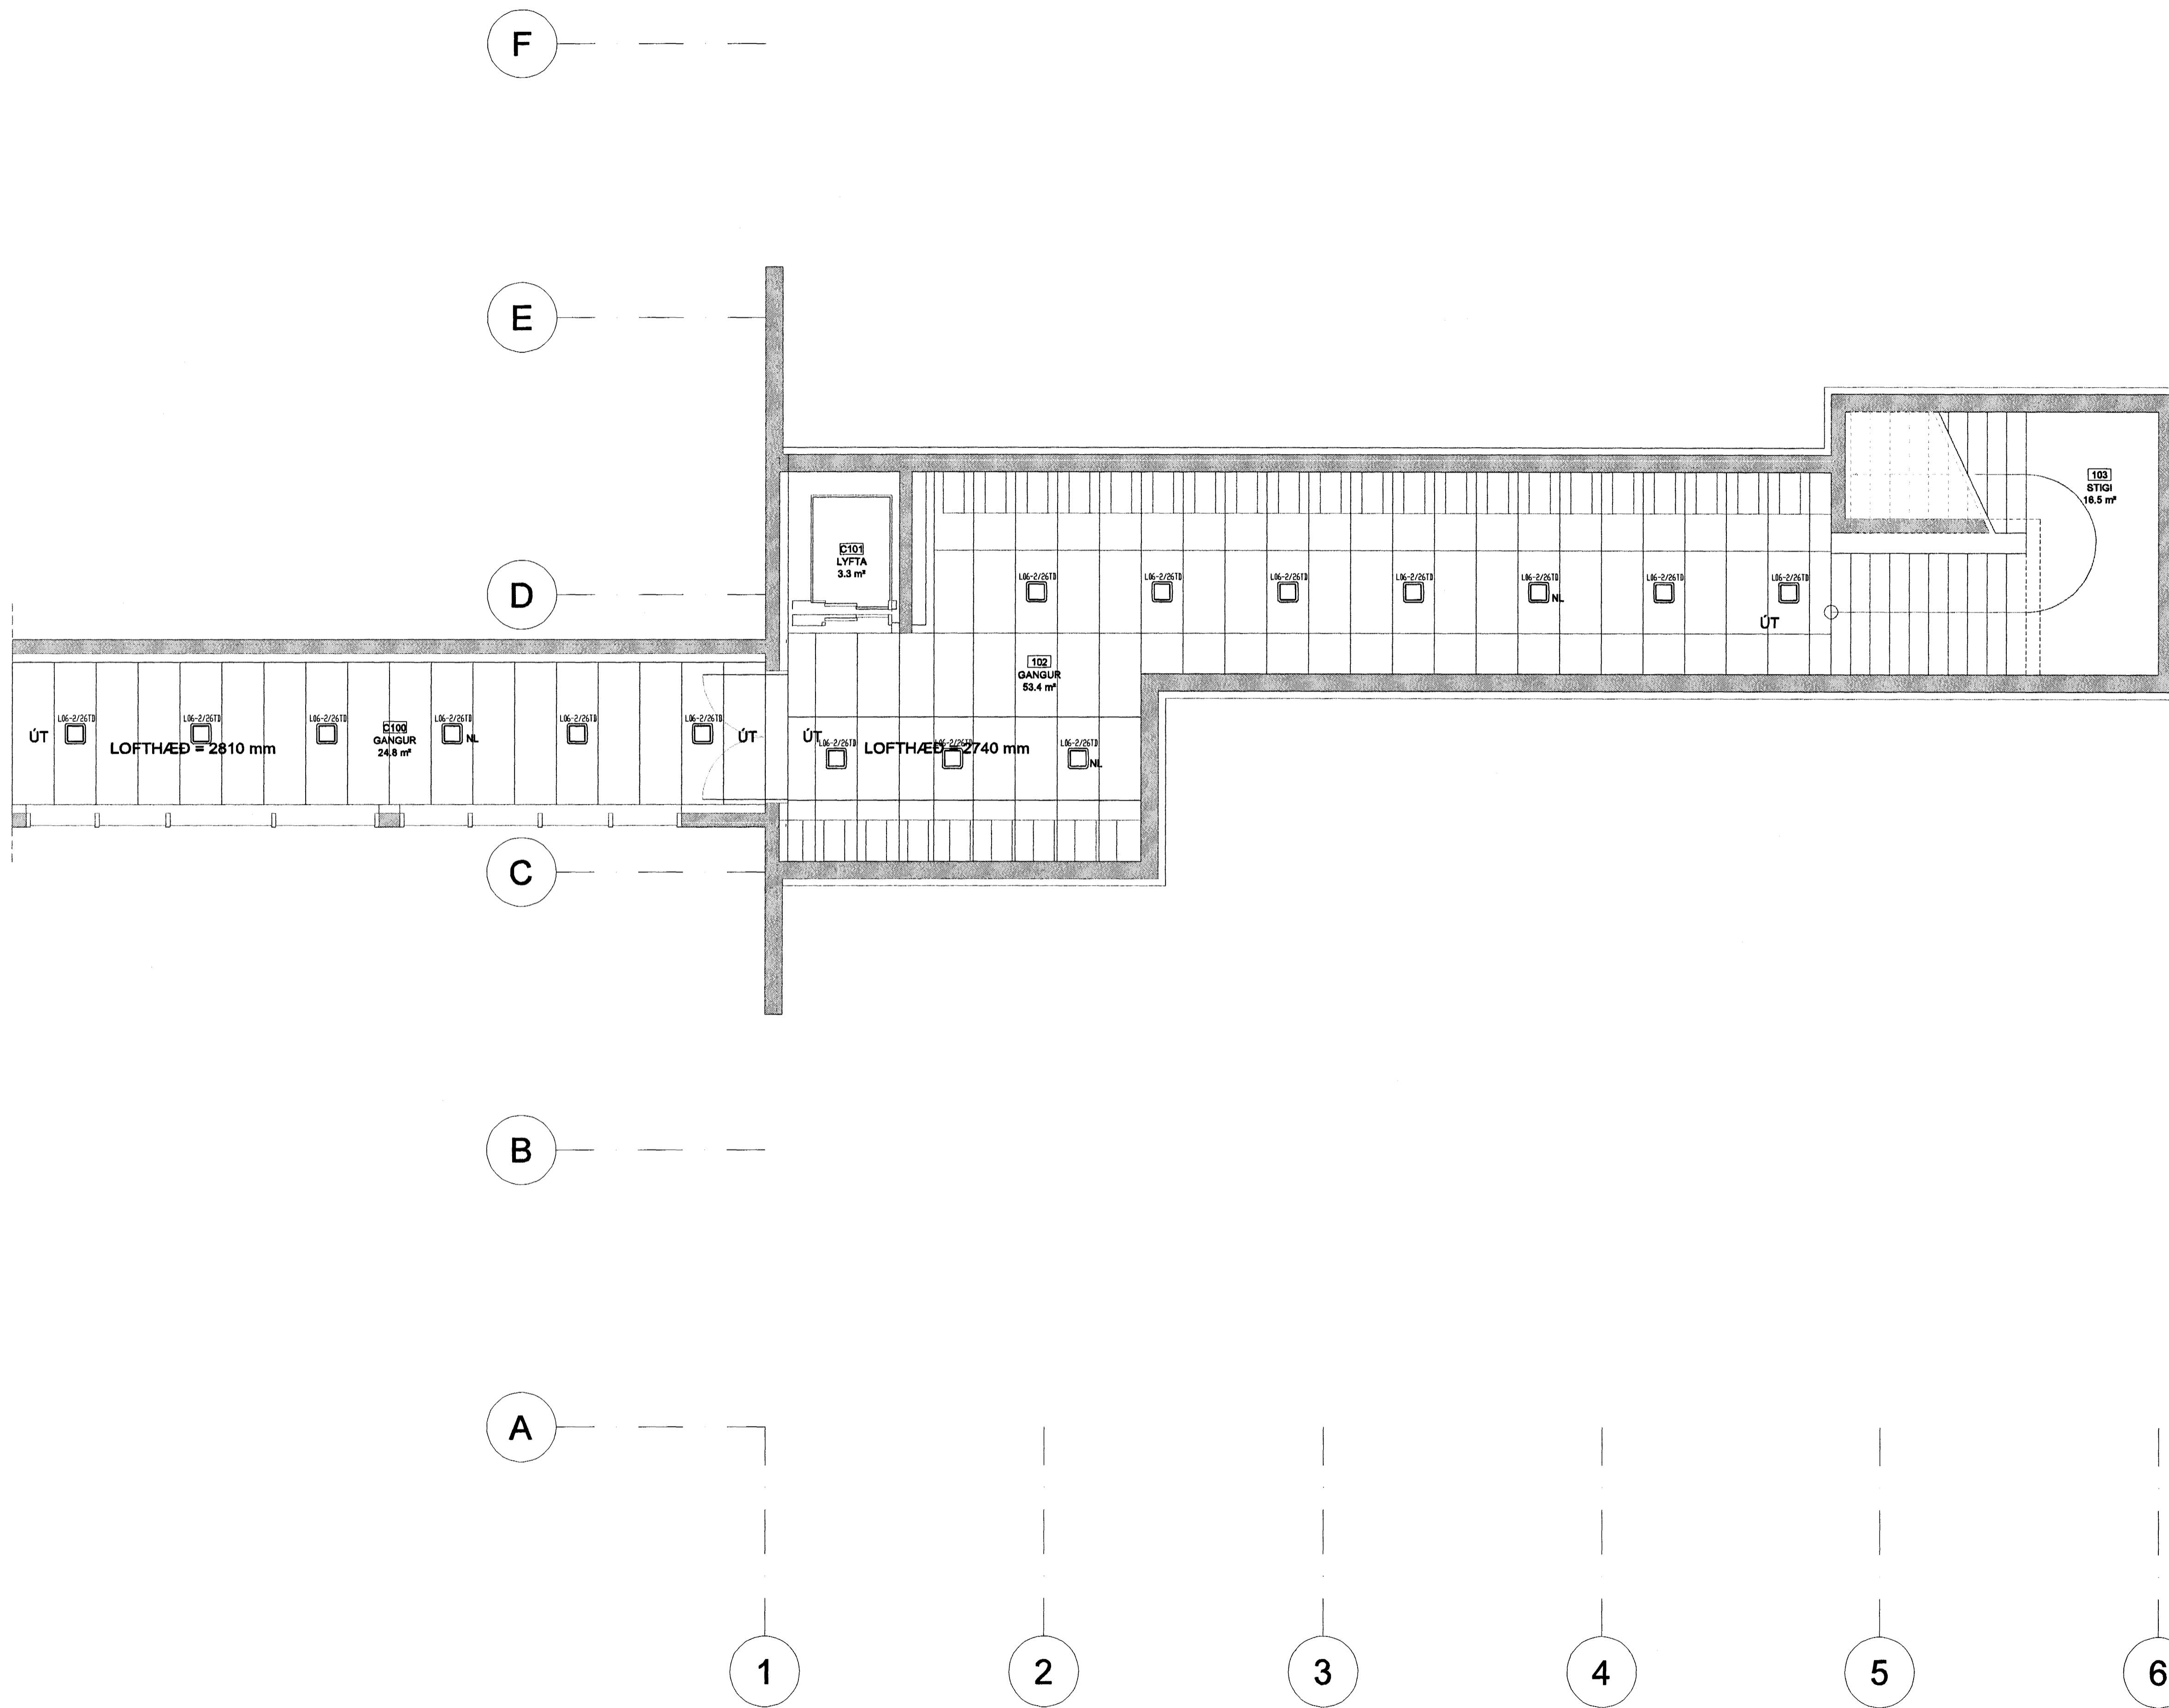 F
E
103
STIGI
16.5 m²
C101
LYFTA
3.3 m²
D
L06-2/26TD
L06-2/26TD
L06-2/26TD
L06-2/26TD
L06-2/26TD
NL
L06-2/26TD
L06-2/26TD
ÚT
102
GANGUR
53.4 m²
ÚT
L06-2/26TD
L06-2/26TD
L06-2/26TD
C100
GANGUR
24.8 m²
L06-2/26TD
NL
L06-2/26TD
L06-2/26TD
ÚT
LOFTHÆÐ = 2810 mm
ÚT
L06-2/26TD
L06-2/26TD
L06-2/26TD
NL
LOFTHÆÐ = 2740 mm
C
B
A
1
2
3
4
5
6